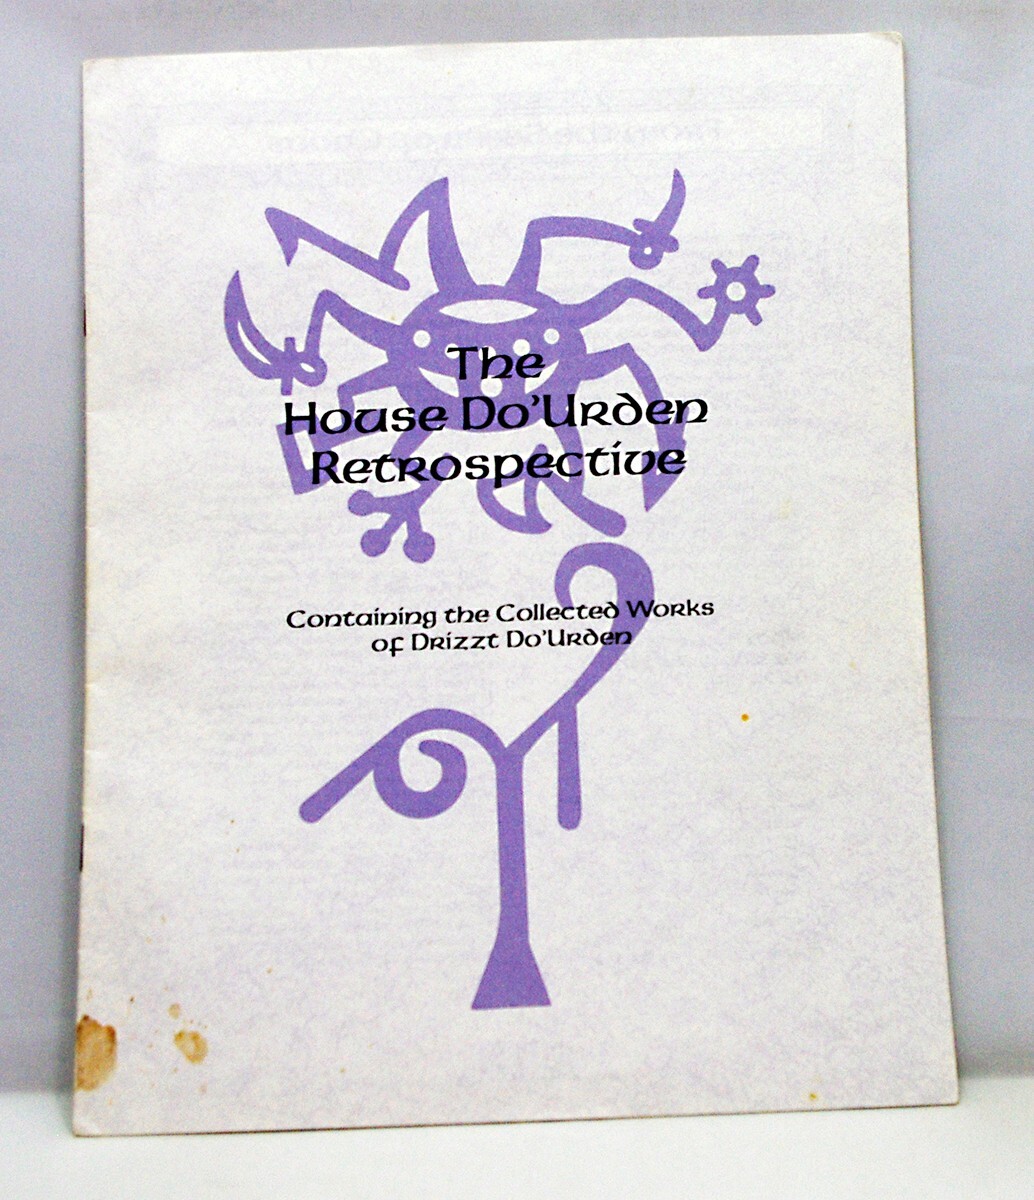 The
House Do'Urden
Retrospective
Containing the Collected Works
of Drizzt Do'Urden